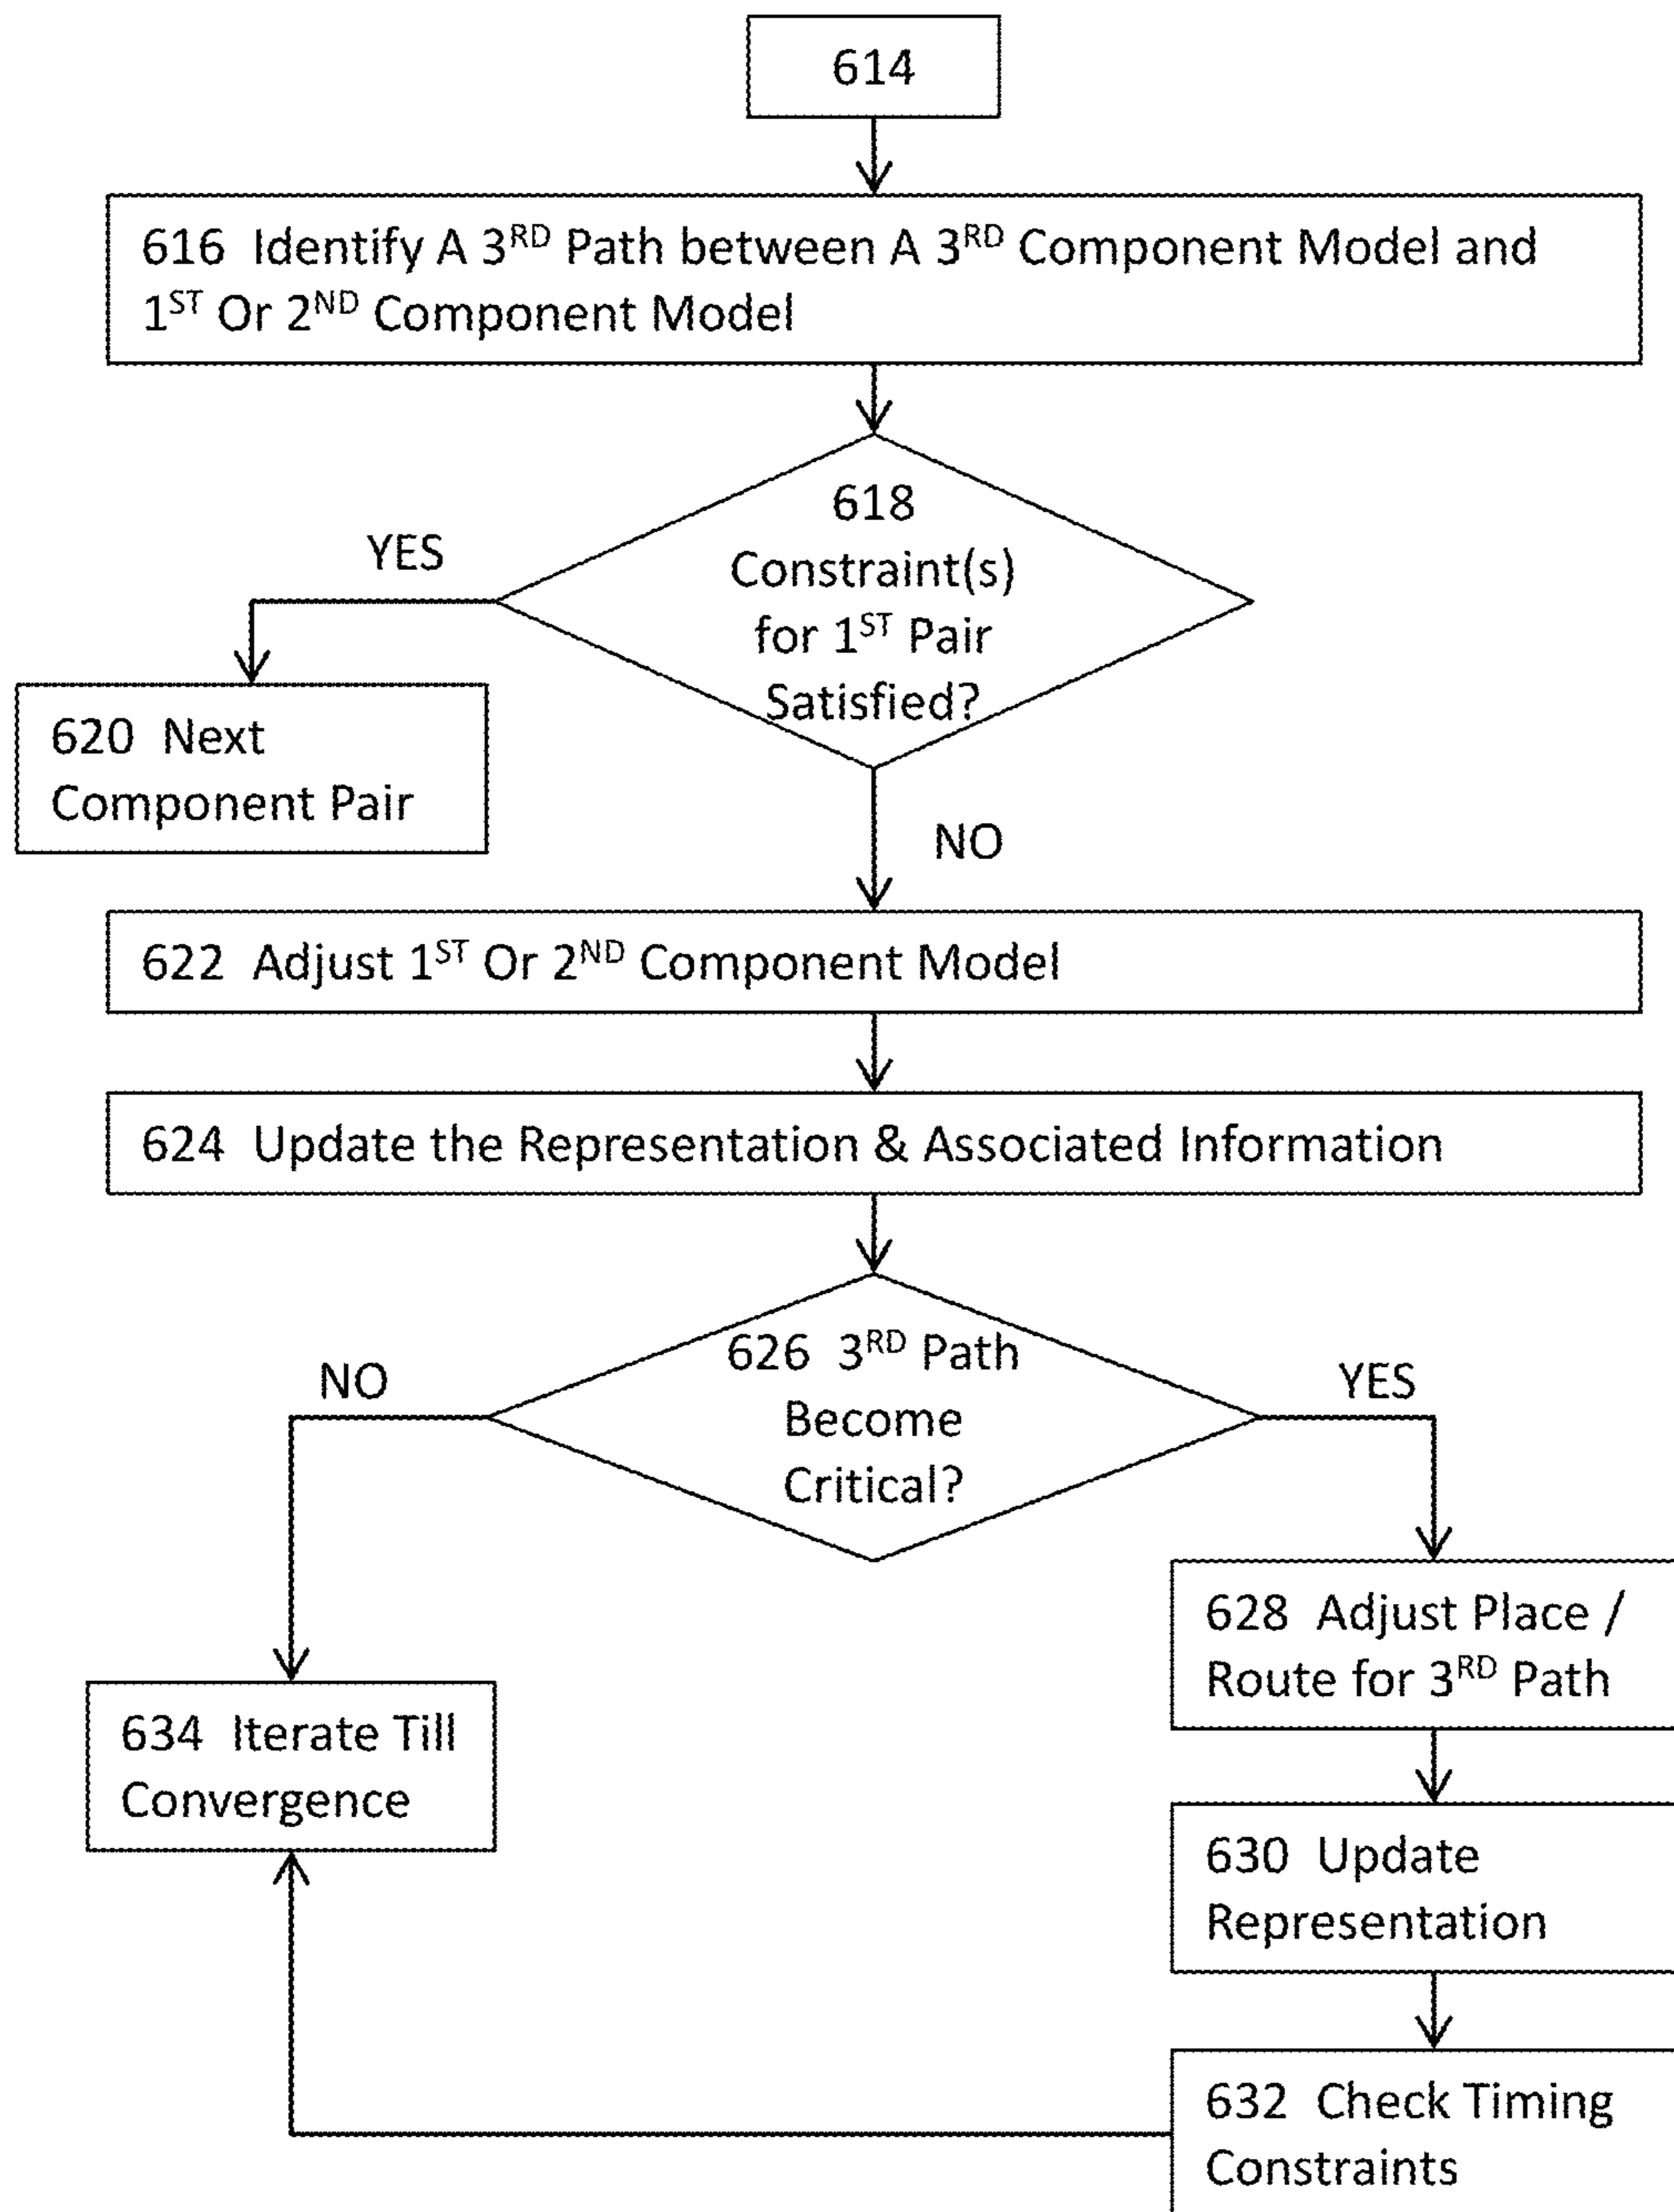 614
616 Identify A 3RD Path between A 3RD Component Model and
1ST Or 2ND Component Model
618
Constraint(s)
for 1ST Pair
Satisfied?
YES
620 Next
Component Pair
NO
622 Adjust 1ST Or 2ND Component Model
624 Update the Representation & Associated Information
626 3RD Path
Become
Critical?
NO
YES
628 Adjust Place /
Route for 3RD Path
634 Iterate Till
Convergence
630 Update
Representation
632 Check Timing
Constraints